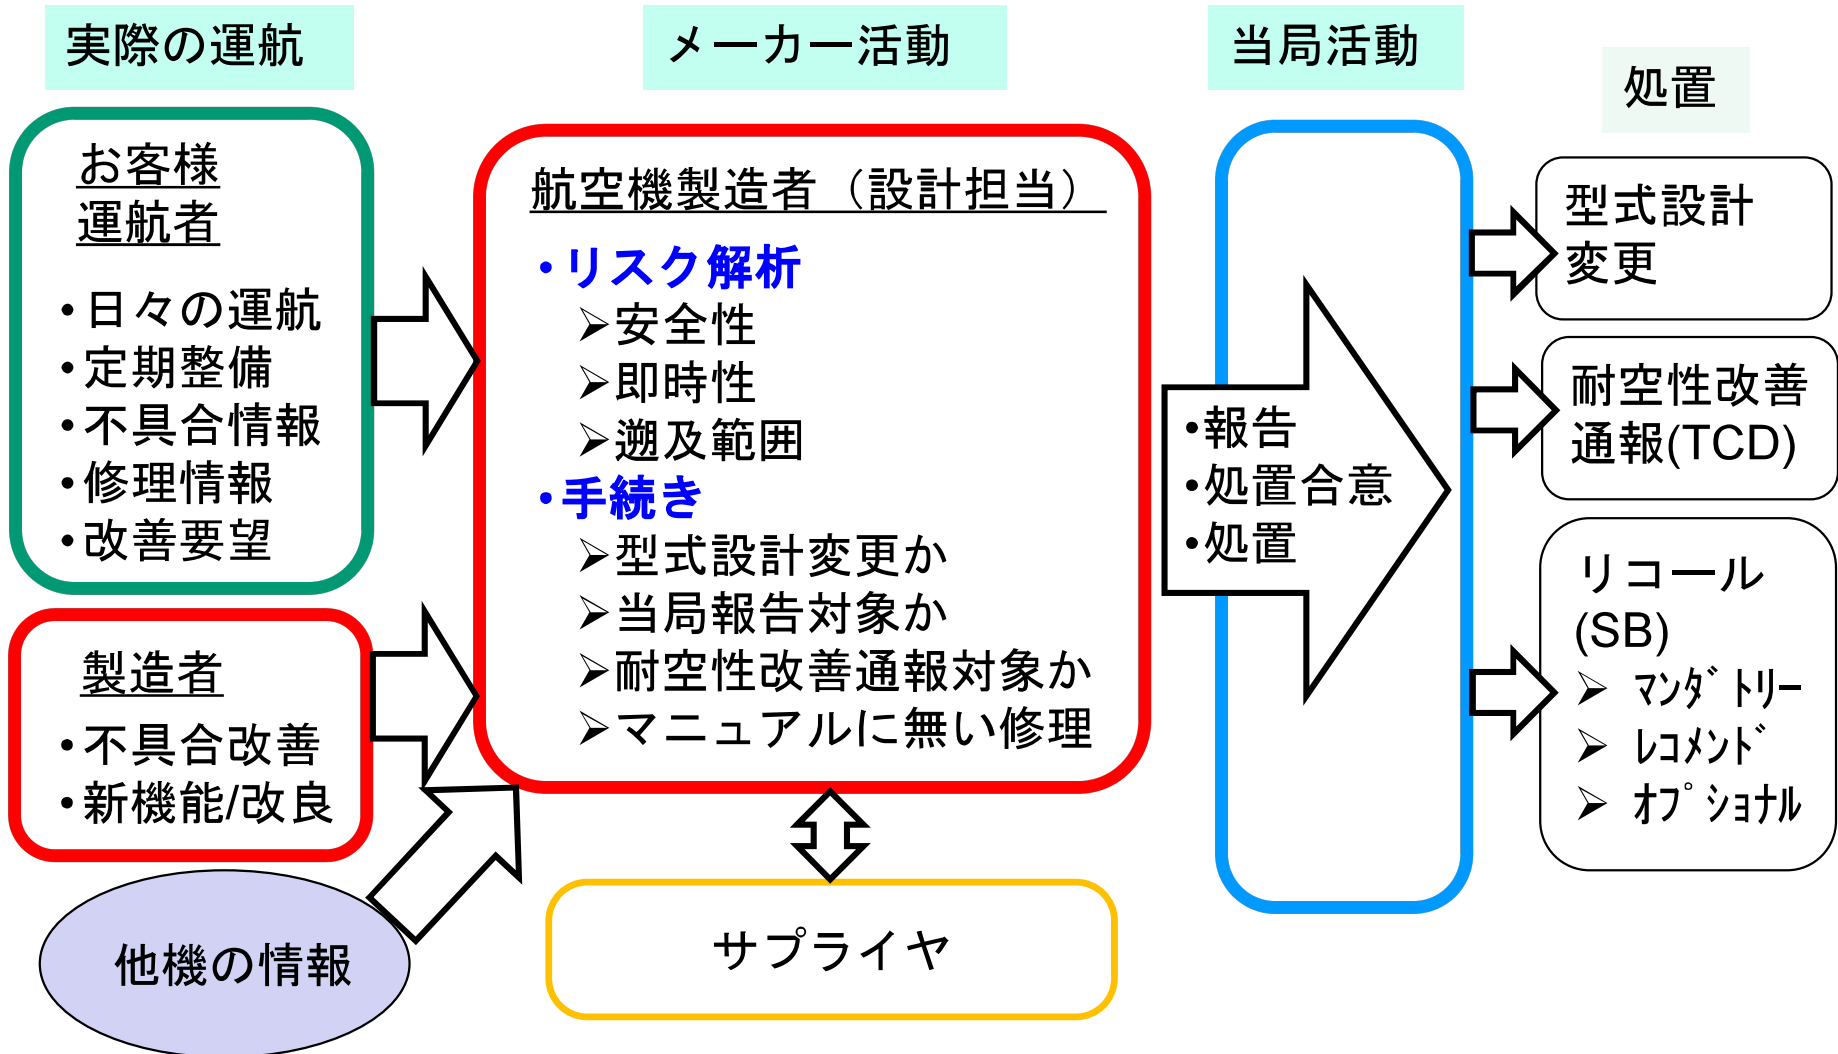 実際の運航
お客様
運航者
•日々の運航
•定期整備
•不具合情報
•修理情報
•改善要望
製造者
•不具合改善
•新機能/改良
他機の情報
メーカー活動
航空機製造者（設計担当）
•リスク解析
➢安全性
➢即時性
➢遡及範囲
•手続き
➢型式設計変更か
➢当局報告対象か
➢耐空性改善通報対象か
➢マニュアルに無い修理
サプライヤ
当局活動
•報告
•処置合意
•処置
処置
型式設計
変更
耐空性改善
通報(TCD)
リコール
(SB)
➢ ﾏﾝﾀﾞﾄﾘｰ
➢ ﾚｺﾒﾝﾄﾞ
➢ ｵﾌﾟｼｮﾅﾙ